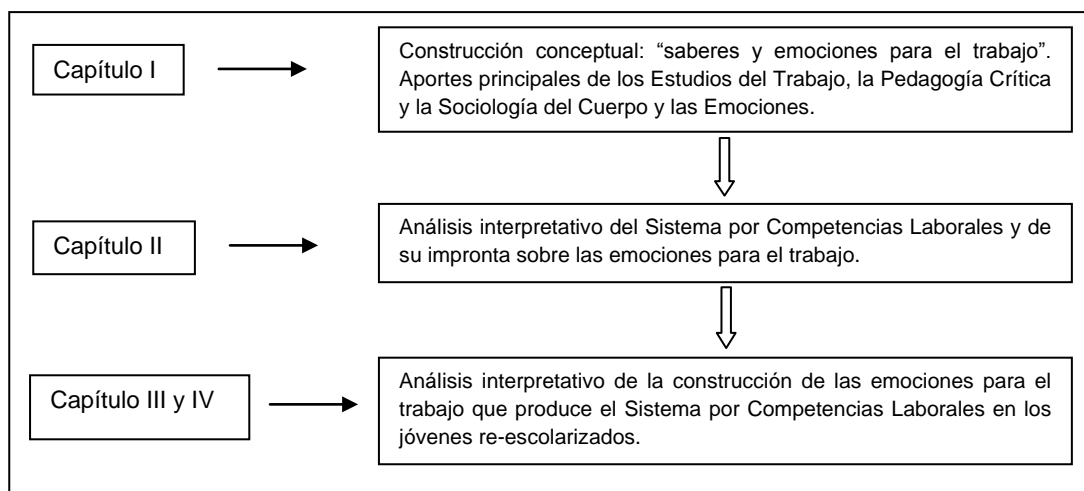 Capítulo I
Construcción conceptual: “saberes y emociones para el trabajo”.
Aportes principales de los Estudios del Trabajo, la Pedagogía Crítica
y la Sociología del Cuerpo y las Emociones.
Capítulo II
Análisis interpretativo del Sistema por Competencias Laborales y de
su impronta sobre las emociones para el trabajo.
Capítulo III y IV
Análisis interpretativo de la construcción de las emociones para el
trabajo que produce el Sistema por Competencias Laborales en los
jóvenes re-escolarizados.